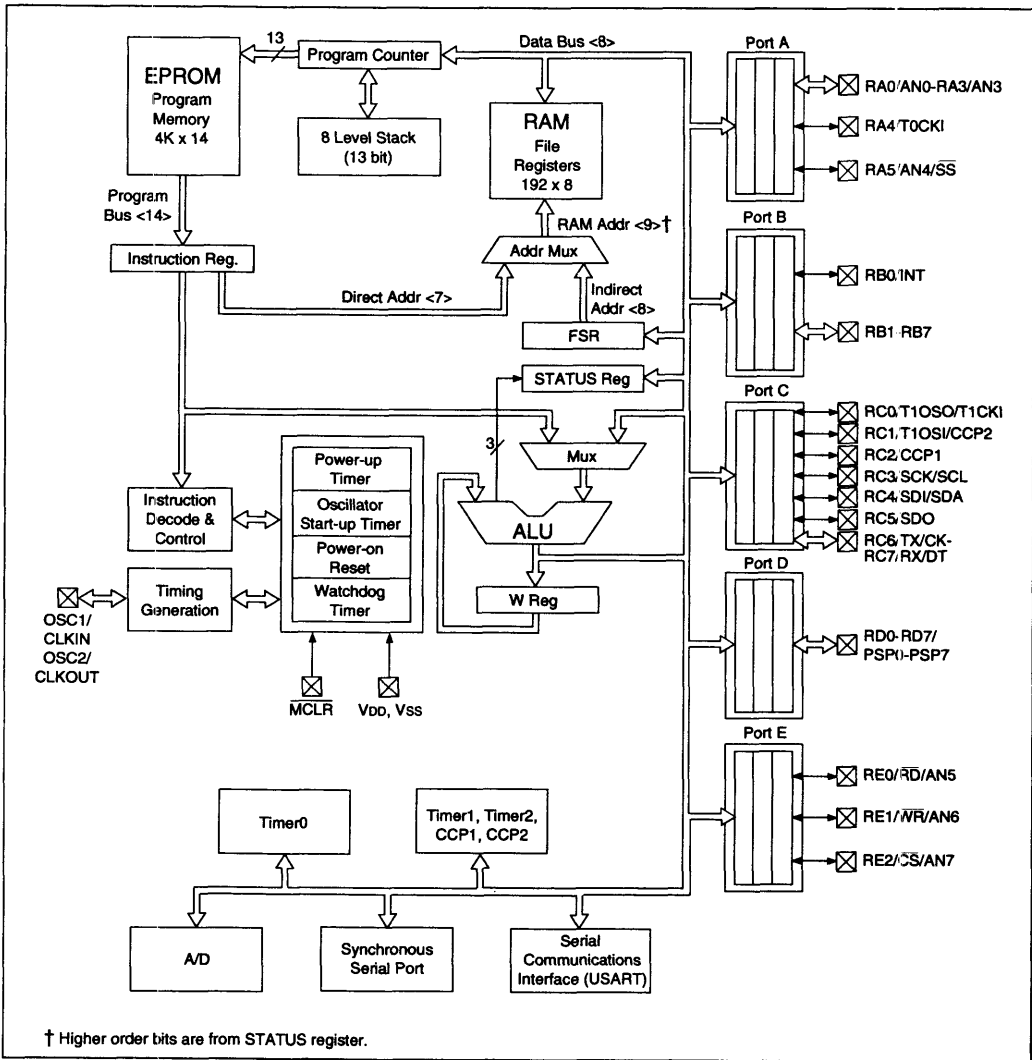 13
Program Counter
Data Bus <8>
Port A
EPROM
Program
Memory
4K x 14
8 Level Stack
(13 bit)
RAM
File
Registers
192 x 8
RA0/AN0-RA3/AN3
RA4/T0CKI
RA5/AN4/S̅S̅
Program
Bus <14>
RAM Addr <9>†
Port B
Instruction Reg.
Addr Mux
RB0/INT
Direct Addr <7>
Indirect
Addr <8>
FSR
RB1-RB7
STATUS Reg
Port C
3
Mux
RC0/T1OSO/T1CKI
RC1/T1OSI/CCP2
RC2/CCP1
RC3/SCK/SCL
RC4/SDI/SDA
RC5/SDO
RC6/TX/CK-
RC7/RX/DT
Power-up
Timer
Oscillator
Start-up Timer
Power-on
Reset
Watchdog
Timer
Instruction
Decode &
Control
ALU
W Reg
Timing
Generation
OSC1/
CLKIN
OSC2/
CLKOUT
M̅C̅L̅R̅
VDD, VSS
Port D
RD0-RD7/
PSP0-PSP7
Port E
RE0/R̅D̅/AN5
RE1/W̅R̅/AN6
RE2/C̅S̅/AN7
Timer0
Timer1, Timer2,
CCP1, CCP2
A/D
Synchronous
Serial Port
Serial
Communications
Interface (USART)
† Higher order bits are from STATUS register.